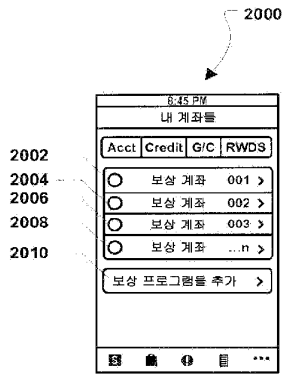 2000
6:45 PM
내 계좌들
Acct Credit G/C RWDS
2002
보상 계좌 001 >
2004
보상 계좌 002 >
2006
보상 계좌 003 >
2008
보상 계좌 ...n >
2010
보상 프로그램을 추가 >
S
...